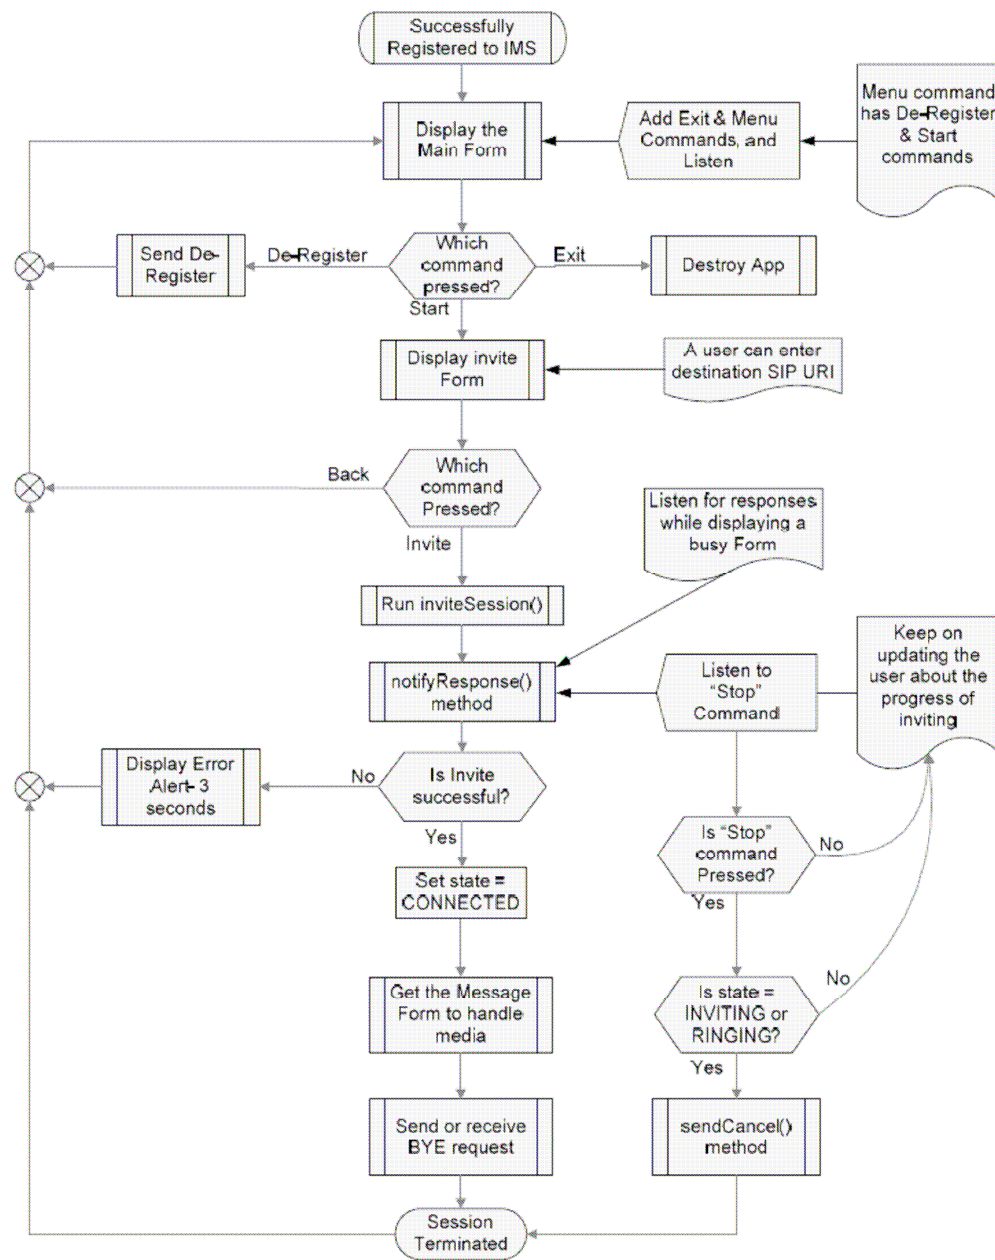 Successfully
Registered to IMS
Display the
Main Form
Add Exit & Menu
Commands, and
Listen
Menu command
has De-Register
& Start
commands
Send De-
Register
De-Register
Which
command
pressed?
Exit
Destroy App
Start
Display invite
Form
A user can enter
destination SIP URI
Back
Which
command
Pressed?
Listen for responses
while displaying a
busy Form
Invite
Run inviteSession()
notifyResponse()
method
Listen to
“Stop”
Command
Keep on
updating the
user about the
progress of
inviting
Display Error
Alert- 3
seconds
No
Is Invite
successful?
Yes
Is “Stop”
command
Pressed?
No
Yes
Set state =
CONNECTED
Get the Message
Form to handle
media
Is state =
INVITING or
RINGING?
No
Yes
Send or receive
BYE request
sendCancel()
method
Session
Terminated